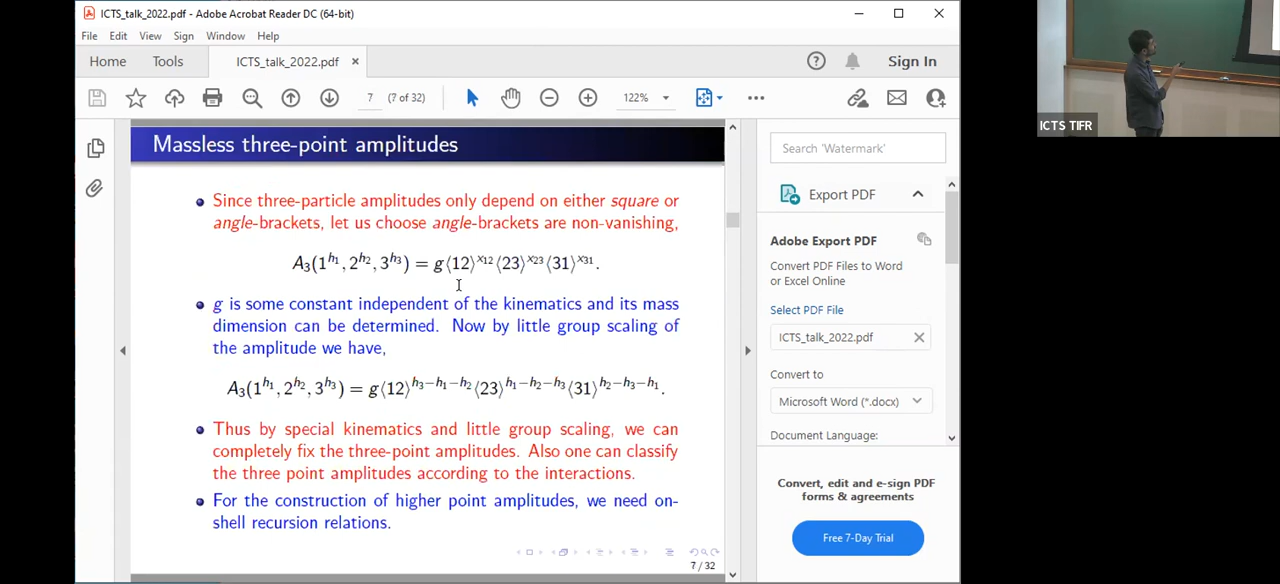 ICTS_talk_2022.pdf - Adobe Acrobat Reader DC (64-bit)
File Edit View Sign Window Help
Home Tools ICTS_talk_2022.pdf × Sign In
7 (7 of 32) 122%
Massless three-point amplitudes
Since three-particle amplitudes only depend on either square or
angle-brackets, let us choose angle-brackets are non-vanishing,
A₃(1^{h₁}, 2^{h₂}, 3^{h₃}) = g⟨12⟩^{x₁₂}⟨23⟩^{x₂₃}⟨31⟩^{x₃₁}.
g is some constant independent of the kinematics and its mass
dimension can be determined. Now by little group scaling of
the amplitude we have,
A₃(1^{h₁}, 2^{h₂}, 3^{h₃}) = g⟨12⟩^{h₃−h₁−h₂}⟨23⟩^{h₁−h₂−h₃}⟨31⟩^{h₂−h₃−h₁}.
Thus by special kinematics and little group scaling, we can
completely fix the three-point amplitudes. Also one can classify
the three point amplitudes according to the interactions.
For the construction of higher point amplitudes, we need on-
shell recursion relations.
7 / 32
Search 'Watermark'
Export PDF
Adobe Export PDF
Convert PDF Files to Word
or Excel Online
Select PDF File
ICTS_talk_2022.pdf ×
Convert to
Microsoft Word (*.docx)
Document Language:
Convert, edit and e-sign PDF
forms & agreements
Free 7-Day Trial
ICTS TIFR